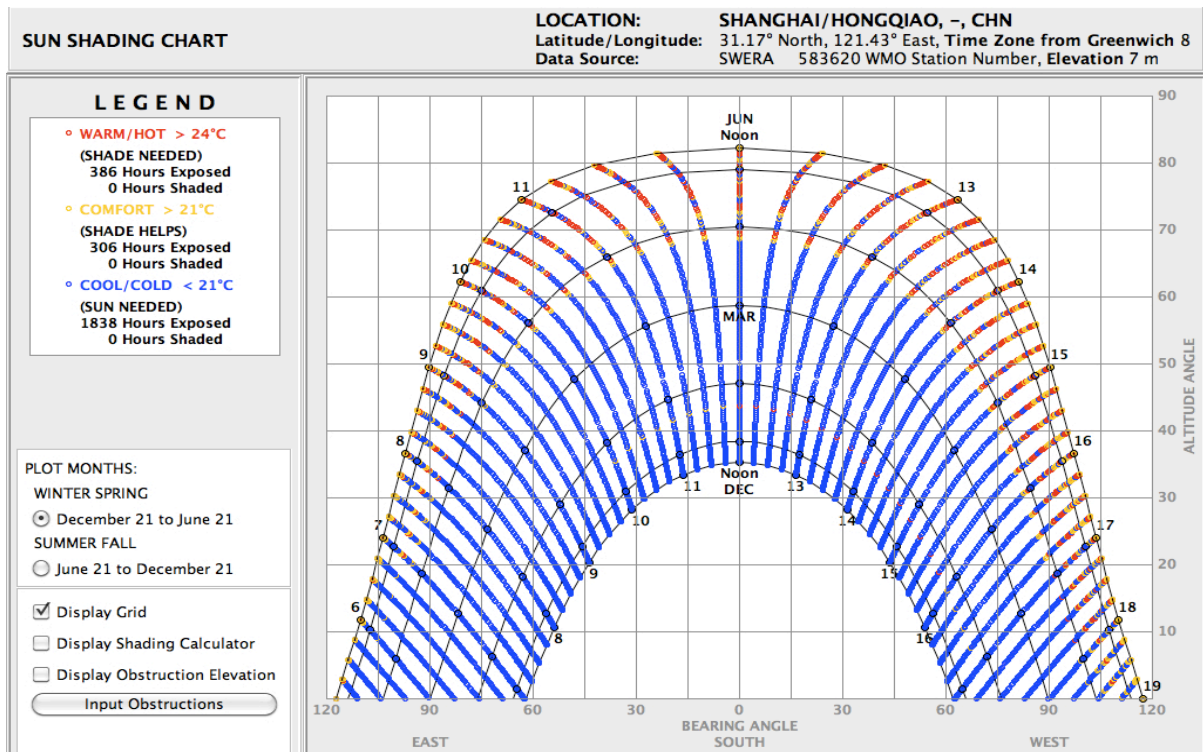 SUN SHADING CHART
LOCATION: SHANGHAI/HONGQIAO, –, CHN
Latitude/Longitude: 31.17° North, 121.43° East, Time Zone from Greenwich 8
Data Source: SWERA 583620 WMO Station Number, Elevation 7 m
LEGEND
WARM/HOT > 24°C
(SHADE NEEDED)
386 Hours Exposed
0 Hours Shaded
COMFORT > 21°C
(SHADE HELPS)
306 Hours Exposed
0 Hours Shaded
COOL/COLD < 21°C
(SUN NEEDED)
1838 Hours Exposed
0 Hours Shaded
PLOT MONTHS:
WINTER SPRING
December 21 to June 21
SUMMER FALL
June 21 to December 21
Display Grid
Display Shading Calculator
Display Obstruction Elevation
Input Obstructions
90
JUN
Noon
80
11
13
70
10
14
60
MAR
9
15
50
8
16
40
Noon
DEC
11
13
30
10
14
7
17
20
9
15
6
18
10
8
16
19
ALTITUDE ANGLE
120 90 60 30 0 30 60 90 120
BEARING ANGLE
EAST SOUTH WEST